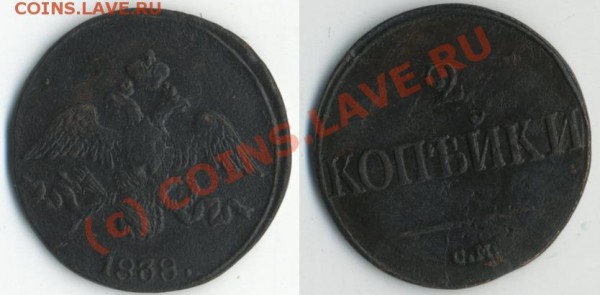 COINS.LAVE.RU
(c) COINS.LAVE.RU
1838.
2
КОПѢЙКИ
С.М.